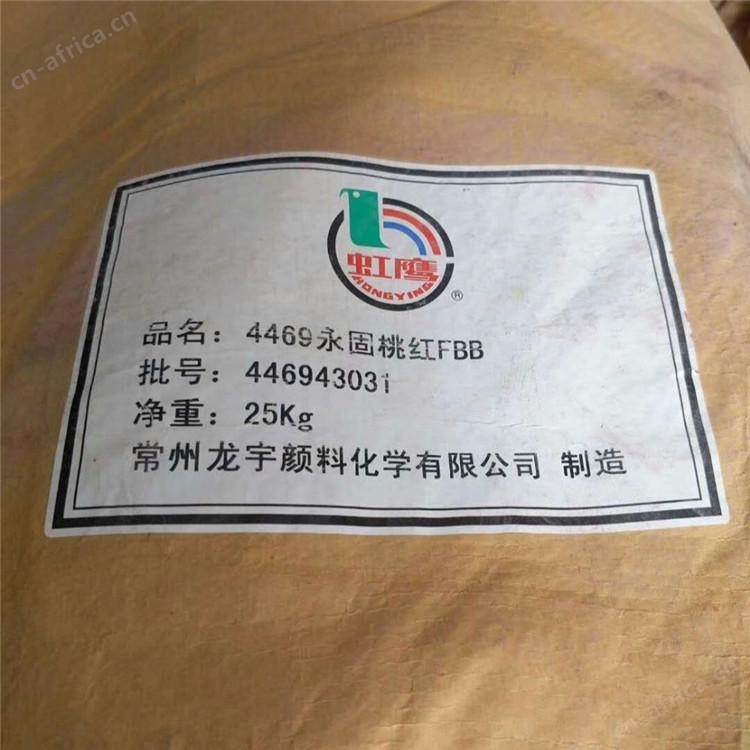 cn-africa.cn
虹鹰
HONGYING
®
品名: 4469永固桃红FBB
批号: 446943031
净重: 25Kg
常州龙宇颜料化学有限公司 制造